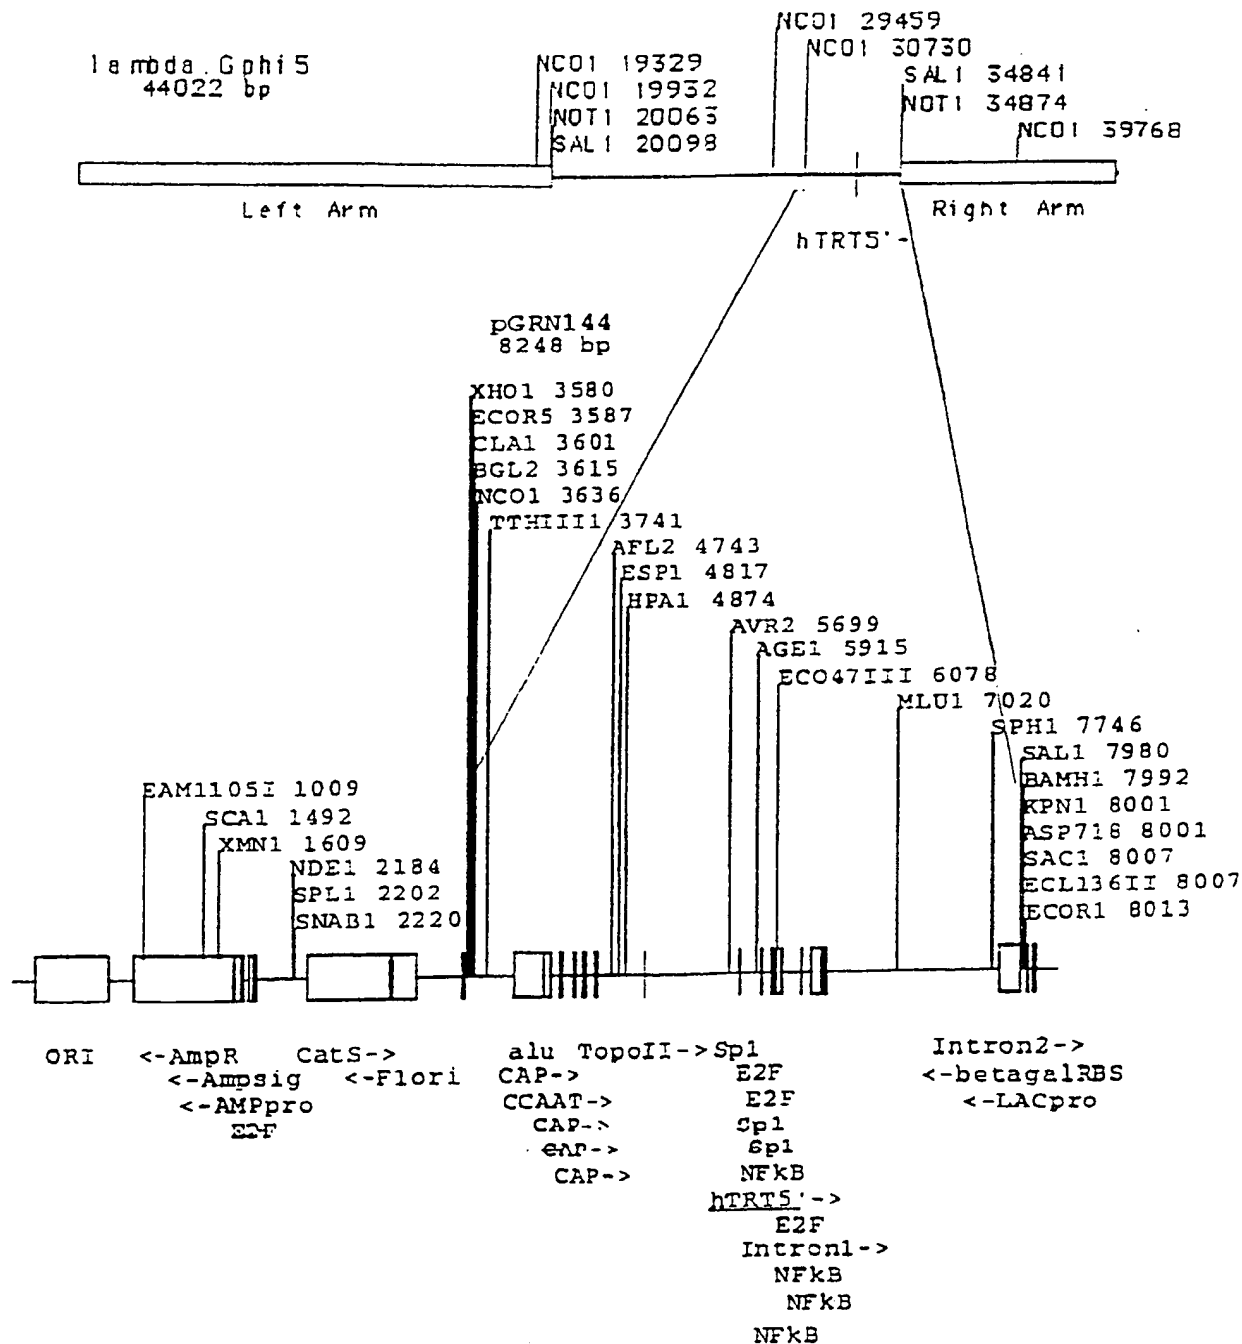 lambda.Gphi5
44022 bp
NCO1 19329
NCO1 19932
NOT1 20063
SAL1 20098
NCO1 29459
NCO1 30730
SAL1 34841
NOT1 34874
NCO1 39768
Left Arm
Right Arm
hTRT5'-
pGRN144
8248 bp
XHO1 3580
ECOR5 3587
CLA1 3601
BGL2 3615
NCO1 3636
TTHIII1 3741
AFL2 4743
ESP1 4817
HPA1 4874
AVR2 5699
AGE1 5915
ECO47III 6078
MLU1 7020
SPH1 7746
SAL1 7980
BAMH1 7992
KPN1 8001
ASP718 8001
SAC1 8007
ECL136II 8007
ECOR1 8013
EAM1105I 1009
SCA1 1492
XMN1 1609
NDE1 2184
SPL1 2202
SNAB1 2220
ORI
<-AmpR
<-Ampsig
<-AMPpro
E2F
CatS->
<-F1ori
alu
CAP->
CCAAT->
CAP->
CAP->
CAP->
TopoII->
Sp1
E2F
E2F
Sp1
Sp1
NFkB
hTRT5'->
E2F
Intron1->
NFkB
NFkB
NFkB
Intron2->
<-betagalRBS
<-LACpro